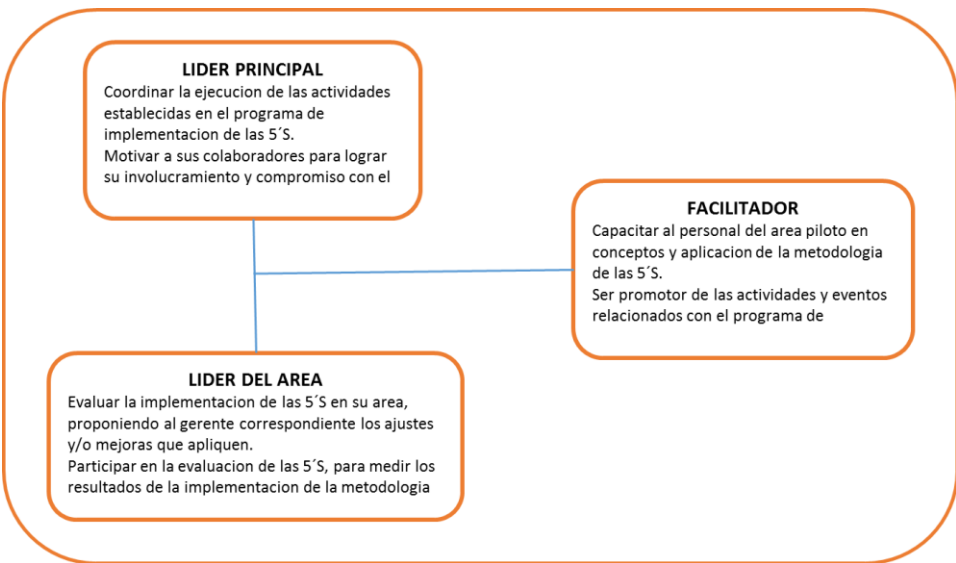 LIDER PRINCIPAL
Coordinar la ejecucion de las actividades
establecidas en el programa de
implementacion de las 5´S.
Motivar a sus colaboradores para lograr
su involucramiento y compromiso con el
FACILITADOR
Capacitar al personal del area piloto en
conceptos y aplicacion de la metodologia
de las 5´S.
Ser promotor de las actividades y eventos
relacionados con el programa de
LIDER DEL AREA
Evaluar la implementacion de las 5´S en su area,
proponiendo al gerente correspondiente los ajustes
y/o mejoras que apliquen.
Participar en la evaluacion de las 5´S, para medir los
resultados de la implementacion de la metodologia